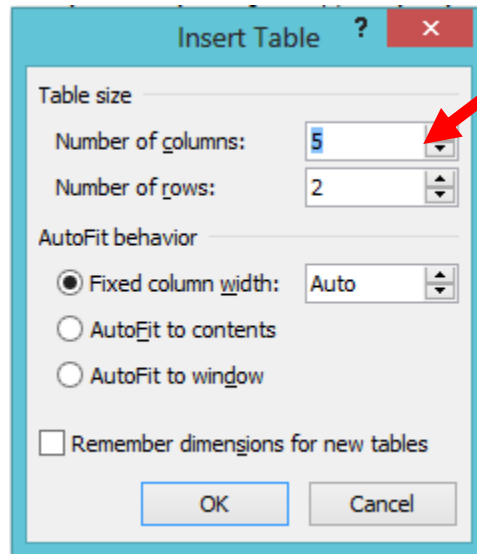 Insert Table ?
Table size
Number of columns: 5
Number of rows: 2
AutoFit behavior
Fixed column width: Auto
AutoFit to contents
AutoFit to window
Remember dimensions for new tables
OK Cancel